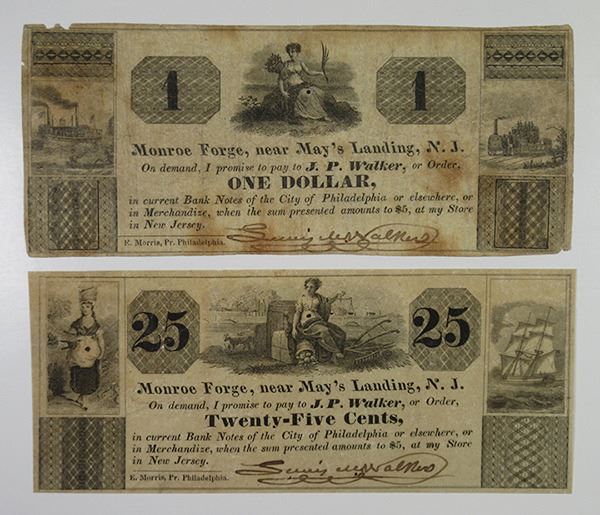 1 1
Monroe Forge, near May's Landing, N. J.
On demand, I promise to pay to J. P. Walker, or Order,
ONE DOLLAR,
in current Bank Notes of the City of Philadelphia or elsewhere, or
in Merchandize, when the sum presented amounts to $5, at my Store
in New Jersey.
E. Morris, Pr. Philadelphia. Lewis M. Walker
25 25
Monroe Forge, near May's Landing, N. J.
On demand, I promise to pay to J. P. Walker, or Order,
Twenty-Five Cents,
in current Bank Notes of the City of Philadelphia or elsewhere, or
in Merchandize, when the sum presented amounts to $5, at my Store
in New Jersey.
E. Morris, Pr. Philadelphia. Lewis M. Walker